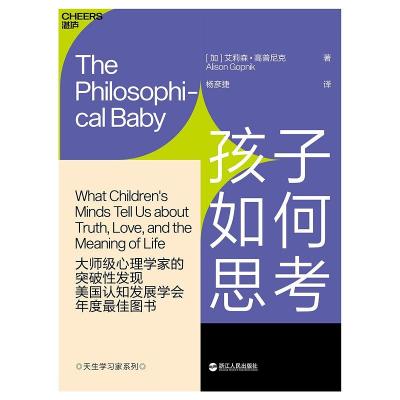 CHEERS
湛庐
The
Philosophi-
cal Baby
[ 加 ] 艾莉森·高普尼克 著
Alison Gopnik
杨彦捷 译
孩子
如何
思考
What Children's
Minds Tell Us about
Truth, Love, and the
Meaning of Life
大师级心理学家的
突破性发现
美国认知发展学会
年度最佳图书
◎天生学习家系列◎
浙江人民出版社